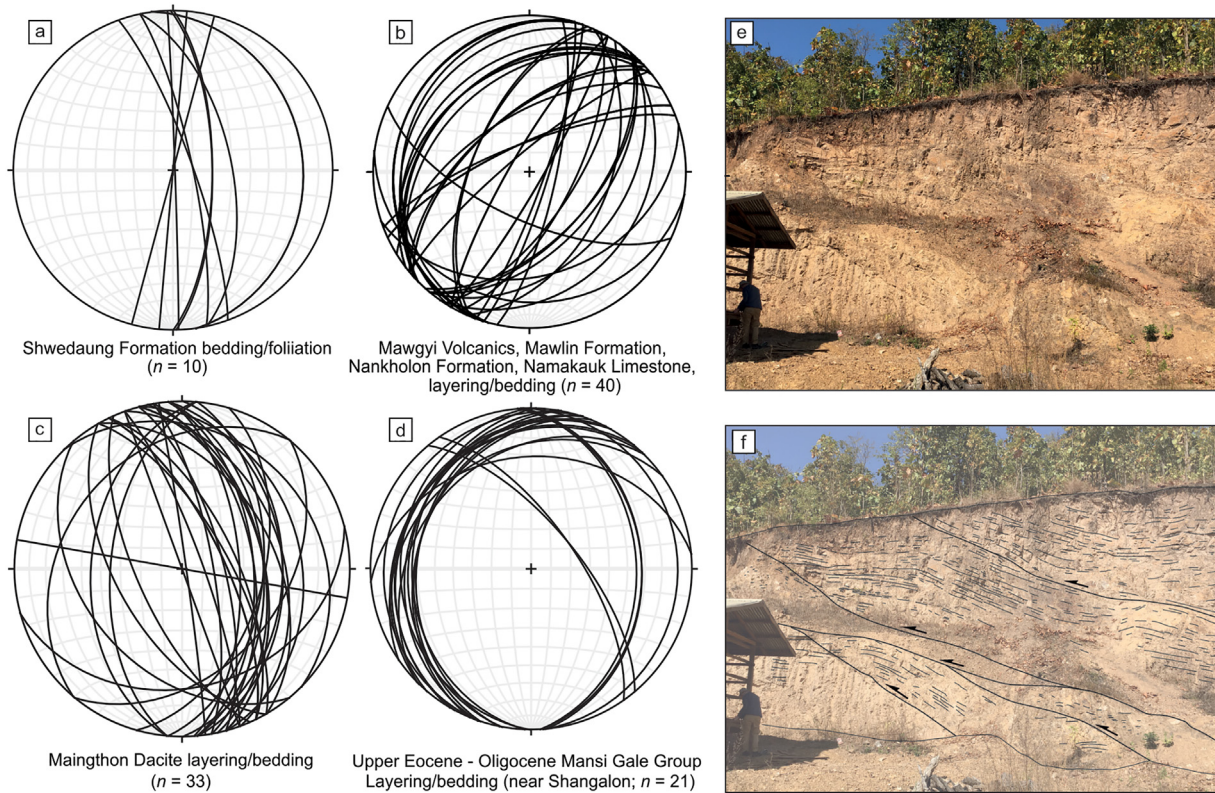 a
Shwedaung Formation bedding/foliiation
(n = 10)
b
Mawgyi Volcanics, Mawlin Formation,
Nankholon Formation, Namakauk Limestone,
layering/bedding (n = 40)
c
Maingthon Dacite layering/bedding
(n = 33)
d
Upper Eocene - Oligocene Mansi Gale Group
Layering/bedding (near Shangalon; n = 21)
e
f